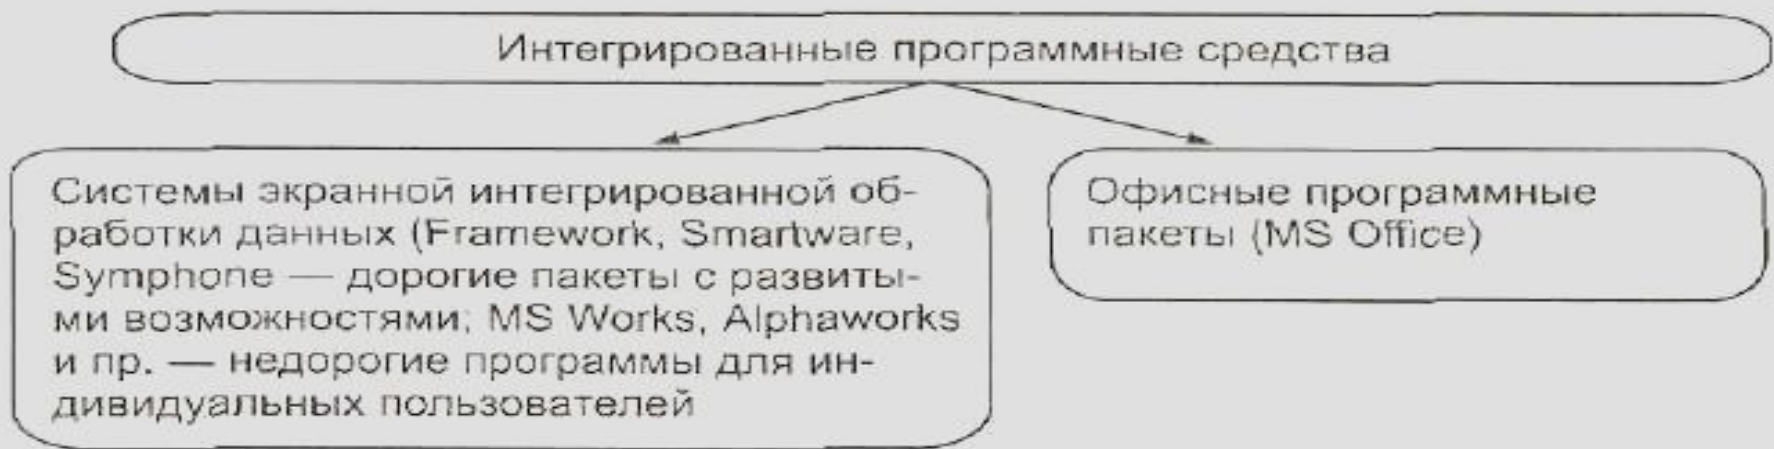 Интегрированные программные средства
Системы экранной интегрированной об-
работки данных (Framework, Smartware,
Symphone — дорогие пакеты с развиты-
ми возможностями; MS Works, Alphaworks
и пр. — недорогие программы для ин-
дивидуальных пользователей
Офисные программные
пакеты (MS Office)